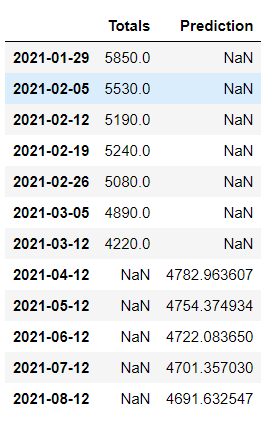 Totals Prediction
2021-01-29 5850.0 NaN
2021-02-05 5530.0 NaN
2021-02-12 5190.0 NaN
2021-02-19 5240.0 NaN
2021-02-26 5080.0 NaN
2021-03-05 4890.0 NaN
2021-03-12 4220.0 NaN
2021-04-12 NaN 4782.963607
2021-05-12 NaN 4754.374934
2021-06-12 NaN 4722.083650
2021-07-12 NaN 4701.357030
2021-08-12 NaN 4691.632547